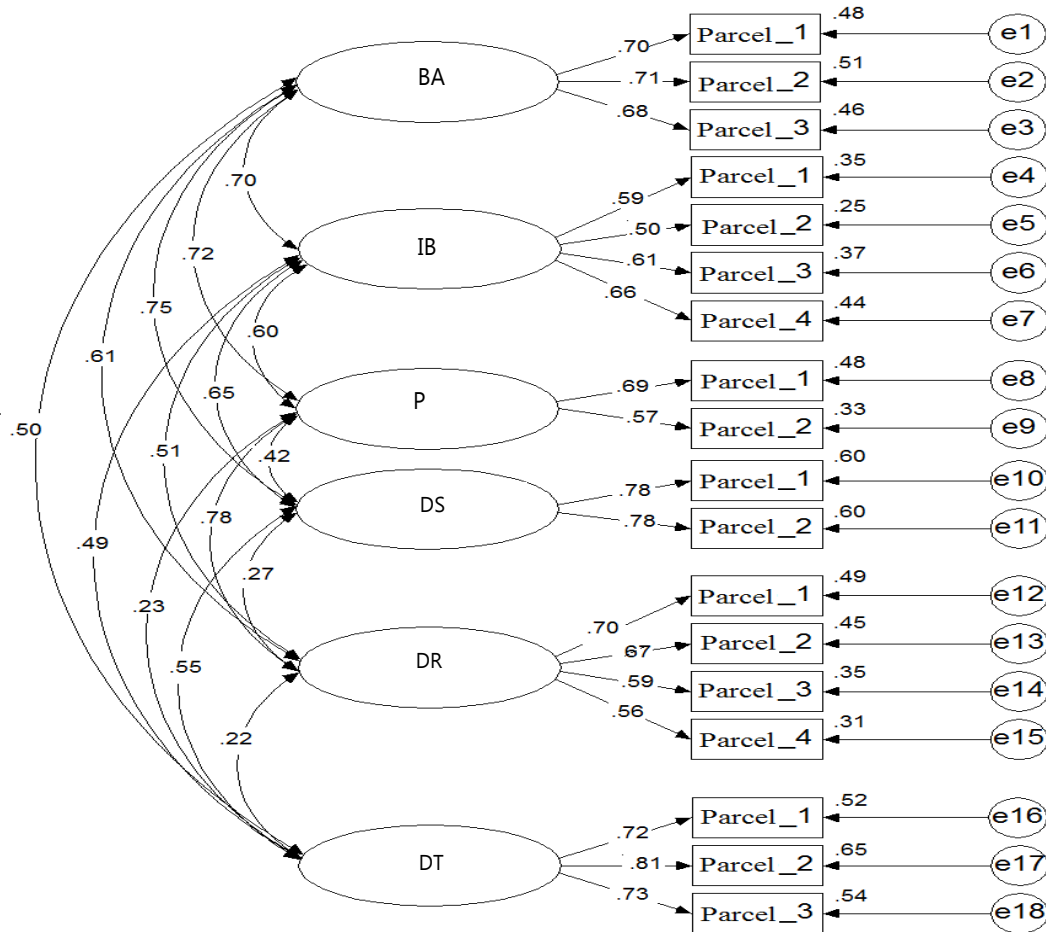 .48
.70 Parcel_1 e1
BA
.51
.71 Parcel_2 e2
.46
.68 Parcel_3 e3
.35
.70
.59 Parcel_1 e4
.25
.50 Parcel_2 e5
IB
.72
.37
.61 Parcel_3 e6
.75
.44
.66 Parcel_4 e7
.60
.61
.48
.69 Parcel_1 e8
.65
P
.33
.57 Parcel_2 e9
.50
.51
.42
.60
.78 Parcel_1 e10
DS
.60
.78 Parcel_2 e11
.78
.49
.27
.49
.70 Parcel_1 e12
.23
.45
.67 Parcel_2 e13
.55
DR
.35
.59 Parcel_3 e14
.31
.56 Parcel_4 e15
.22
.52
.72 Parcel_1 e16
.65
.81 Parcel_2 e17
DT
.54
.73 Parcel_3 e18